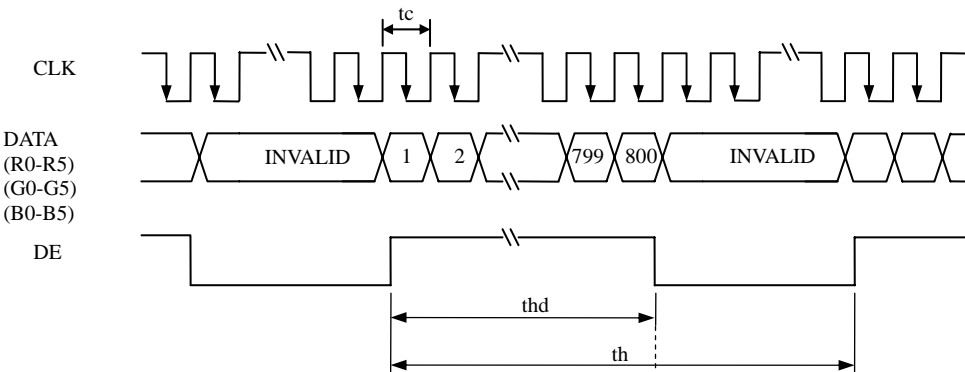 tc
CLK
DATA
(R0-R5)
(G0-G5)
(B0-B5)
INVALID 1 2 799 800 INVALID
DE
thd
th